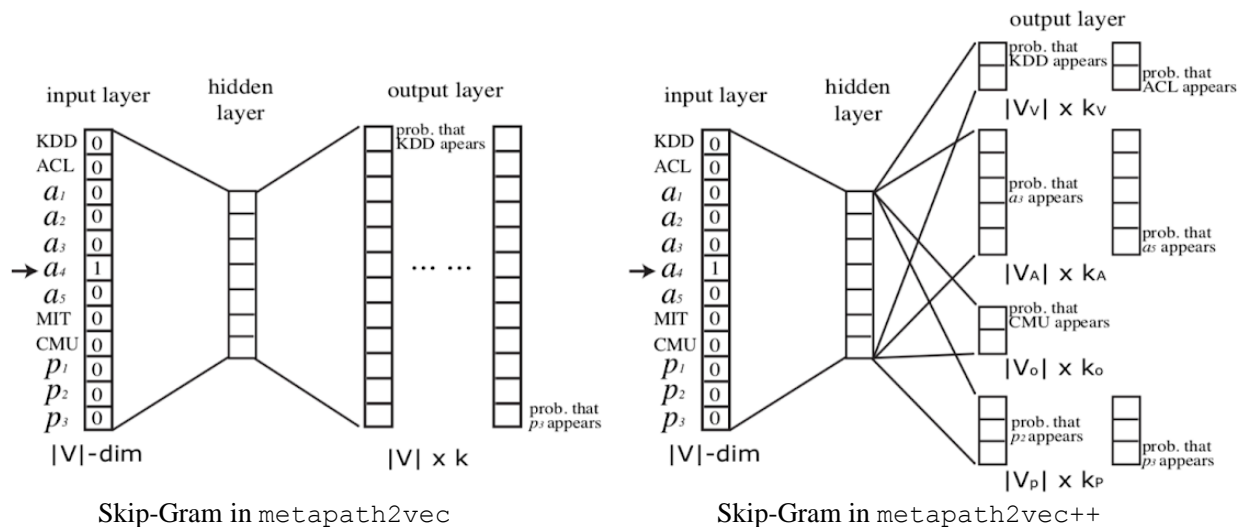 input layer
hidden
layer
output layer
KDD 0
ACL 0
a1 0
a2 0
a3 0
a4 1
a5 0
MIT 0
CMU 0
p1 0
p2 0
p3 0
prob. that
KDD apears
... ...
prob. that
p3 appears
|V|-dim
|V| x k
Skip-Gram in metapath2vec
input layer
hidden
layer
output layer
KDD 0
ACL 0
a1 0
a2 0
a3 0
a4 1
a5 0
MIT 0
CMU 0
p1 0
p2 0
p3 0
prob. that
KDD appears
prob. that
ACL appears
|VV| x kV
prob. that
a3 appears
prob. that
a5 appears
|VA| x kA
prob. that
CMU appears
|Vo| x ko
prob. that
p2 appears
prob. that
p3 appears
|Vp| x kP
|V|-dim
Skip-Gram in metapath2vec++